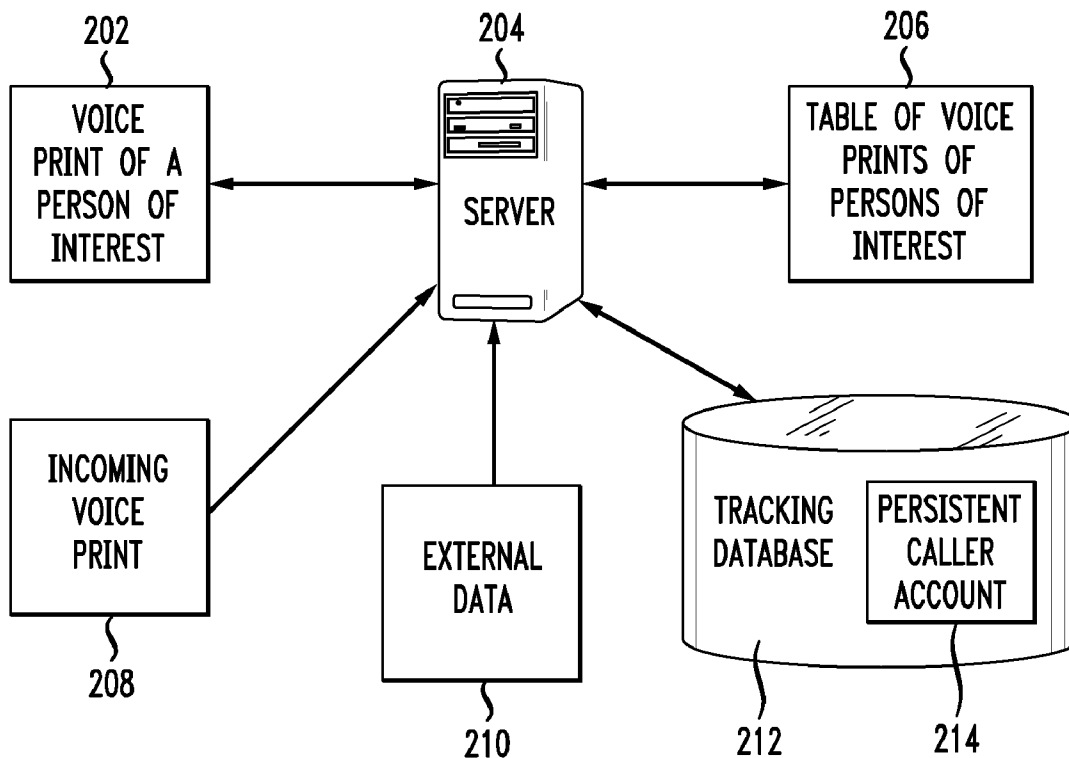 202
204
206
VOICE
PRINT OF A
PERSON OF
INTEREST
SERVER
TABLE OF VOICE
PRINTS OF
PERSONS OF
INTEREST
INCOMING
VOICE
PRINT
EXTERNAL
DATA
TRACKING
DATABASE
PERSISTENT
CALLER
ACCOUNT
208
210
212
214